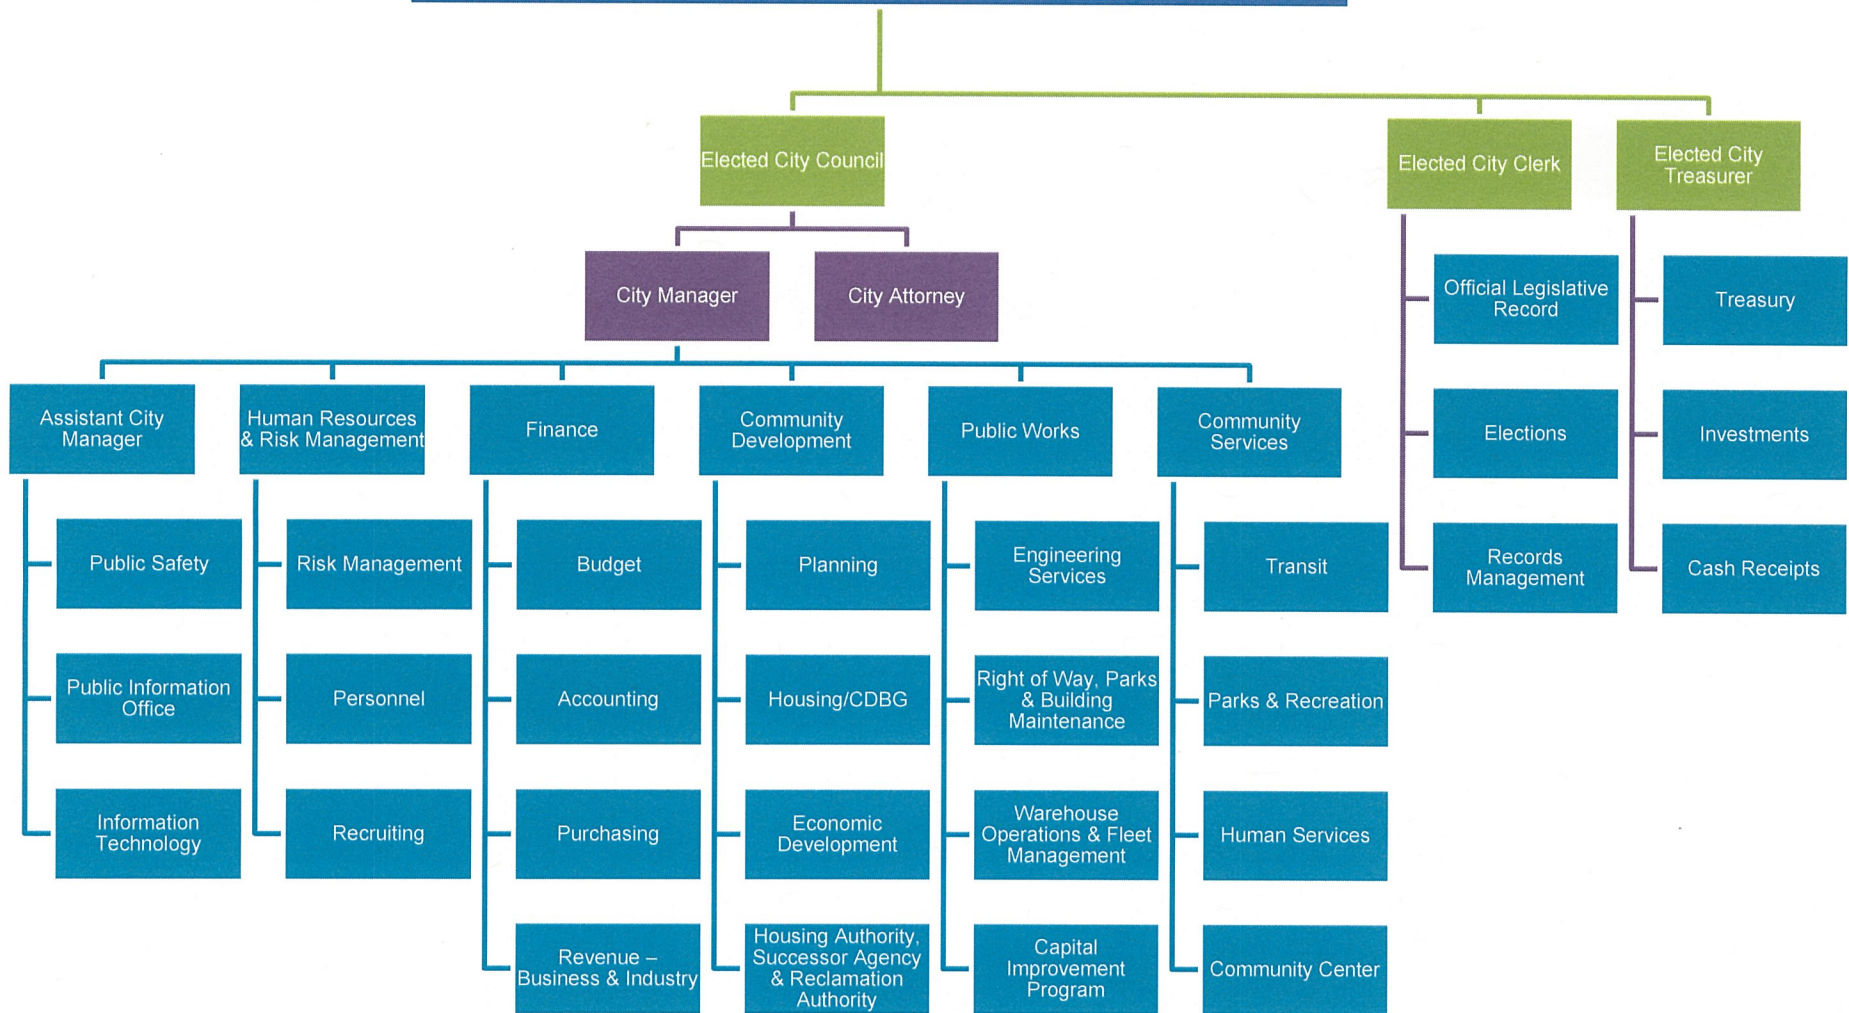 Elected City Council
Elected City Clerk
Elected City
Treasurer
City Manager
City Attorney
Official Legislative
Record
Treasury
Assistant City
Manager
Human Resources
& Risk Management
Finance
Community
Development
Public Works
Community
Services
Elections
Investments
Public Safety
Risk Management
Budget
Planning
Engineering
Services
Transit
Records
Management
Cash Receipts
Public Information
Office
Personnel
Accounting
Housing/CDBG
Right of Way, Parks
& Building
Maintenance
Parks & Recreation
Information
Technology
Recruiting
Purchasing
Economic
Development
Warehouse
Operations & Fleet
Management
Human Services
Revenue –
Business & Industry
Housing Authority,
Successor Agency
& Reclamation
Authority
Capital
Improvement
Program
Community Center